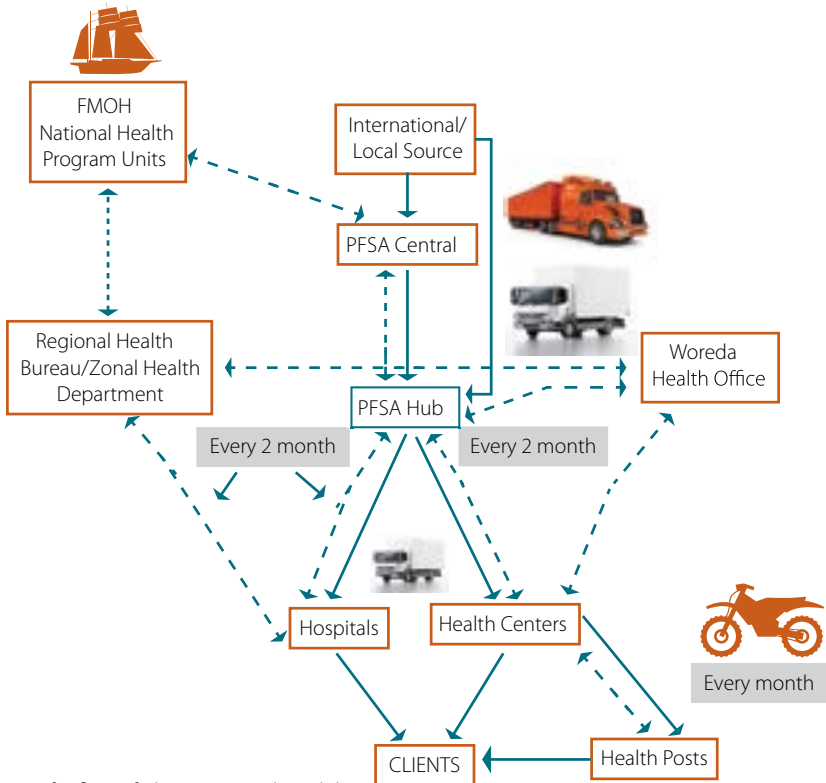 FMOH
National Health
Program Units
International/
Local Source
PFSA Central
Regional Health
Bureau/Zonal Health
Department
Woreda
Health Office
PFSA Hub
Every 2 month
Every 2 month
Hospitals
Health Centers
Every month
CLIENTS
Health Posts